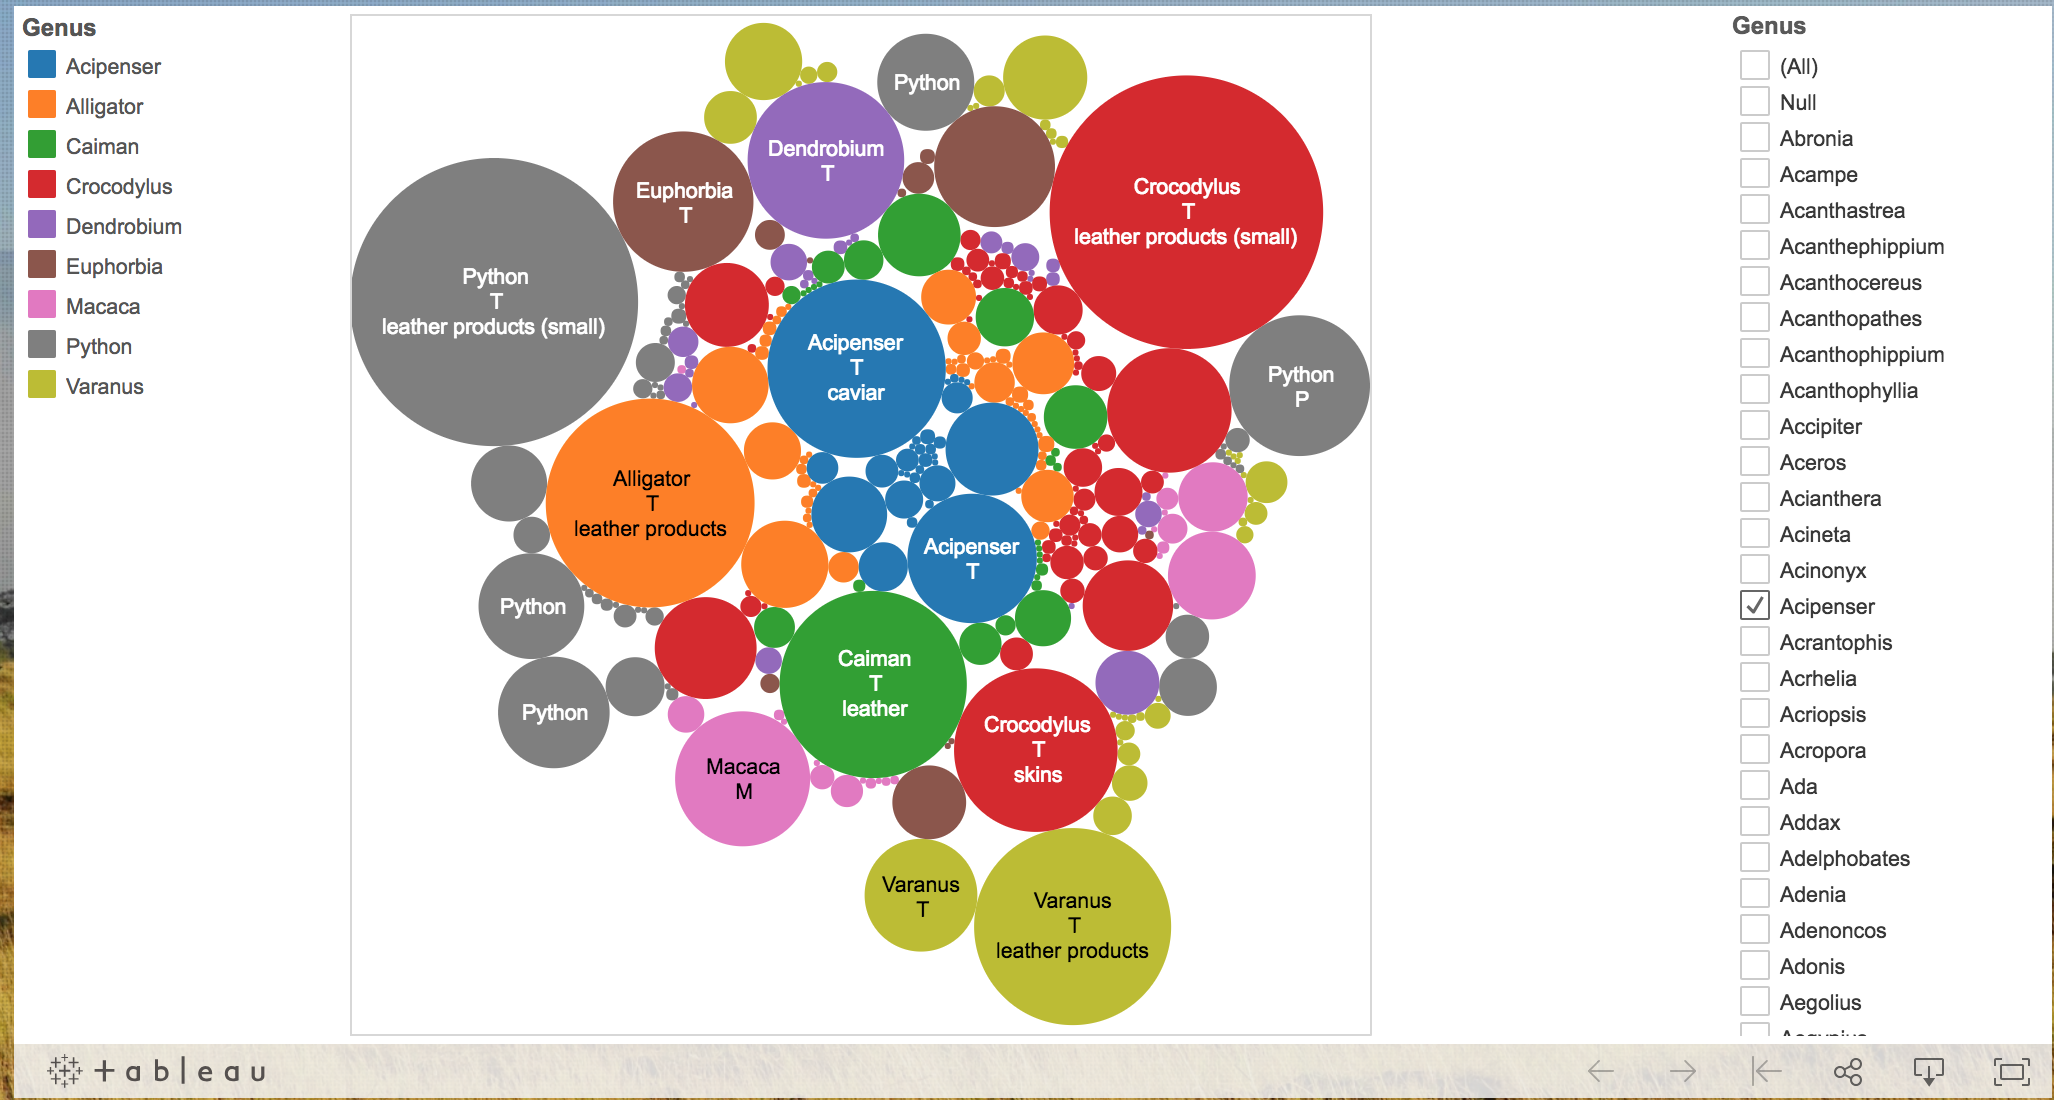 Genus
Acipenser
Alligator
Caiman
Crocodylus
Dendrobium
Euphorbia
Macaca
Python
Varanus
Python
Dendrobium
T
Euphorbia
T
Crocodylus
T
leather products (small)
Python
T
leather products (small)
Acipenser
T
caviar
Python
P
Alligator
T
leather products
Acipenser
T
Python
Caiman
T
leather
Python
Crocodylus
T
skins
Macaca
M
Varanus
T
Varanus
T
leather products
Genus
(All)
Null
Abronia
Acampe
Acanthastrea
Acanthephippium
Acanthocereus
Acanthopathes
Acanthophippium
Acanthophyllia
Accipiter
Aceros
Acianthera
Acineta
Acinonyx
Acipenser
Acrantophis
Acrhelia
Acriopsis
Acropora
Ada
Addax
Adelphobates
Adenia
Adenoncos
Adonis
Aegolius
tableau